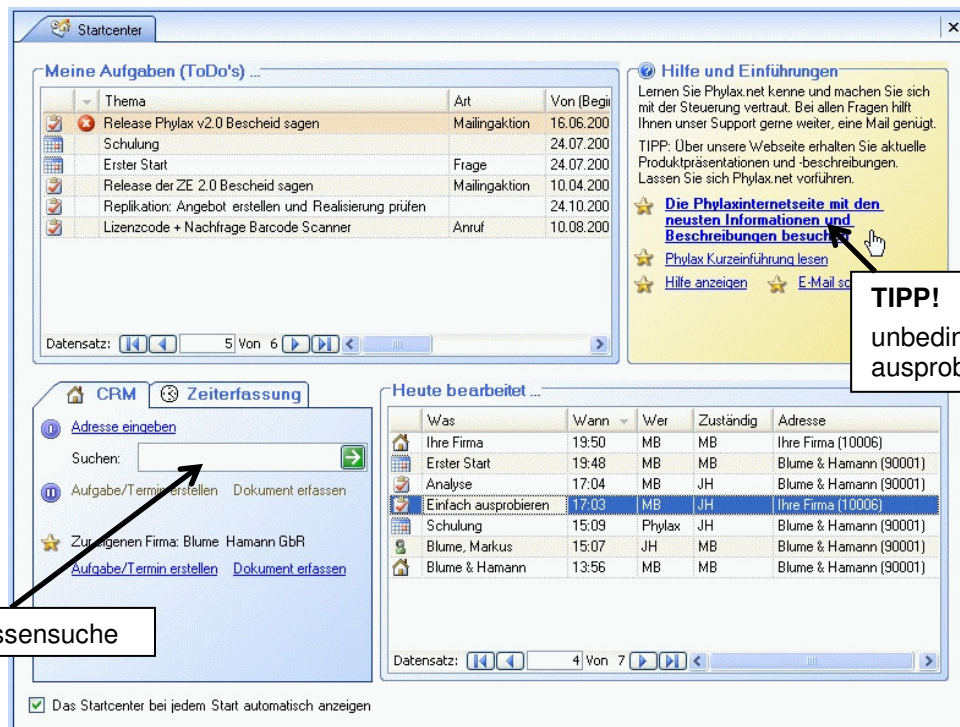 Startcenter
Meine Aufgaben (ToDo's) ...
Thema Art Von (Begi
Release Phylax v2.0 Bescheid sagen Mailingaktion 16.06.200
Schulung 24.07.200
Erster Start Frage 24.07.200
Release der ZE 2.0 Bescheid sagen Mailingaktion 10.04.200
Replikation: Angebot erstellen und Realisierung prüfen 24.10.200
Lizenzcode + Nachfrage Barcode Scanner Anruf 10.08.200
Datensatz: 5 Von 6
Hilfe und Einführungen
Lernen Sie Phylax.net kenne und machen Sie sich
mit der Steuerung vertraut. Bei allen Fragen hilft
Ihnen unser Support gerne weiter, eine Mail genügt.
TIPP: Über unsere Webseite erhalten Sie aktuelle
Produktpräsentationen und -beschreibungen.
Lassen Sie sich Phylax.net vorführen.
Die Phylaxinternetseite mit den
neusten Informationen und
Beschreibungen besuchen
Phylax Kurzeinführung lesen
Hilfe anzeigen E-Mail sc
TIPP!
unbedin
ausprob
CRM Zeiterfassung
Adresse eingeben
Suchen:
Aufgabe/Termin erstellen Dokument erfassen
Zur eigenen Firma: Blume Hamann GbR
Aufgabe/Termin erstellen Dokument erfassen
ssensuche
Heute bearbeitet ...
Was Wann Wer Zuständig Adresse
Ihre Firma 19:50 MB MB Ihre Firma (10006)
Erster Start 19:48 MB MB Blume & Hamann (90001)
Analyse 17:04 MB JH Blume & Hamann (90001)
Einfach ausprobieren 17:03 MB JH Ihre Firma (10006)
Schulung 15:09 Phylax JH Blume & Hamann (90001)
Blume, Markus 15:07 JH MB Blume & Hamann (90001)
Blume & Hamann 13:56 MB MB Blume & Hamann (90001)
Datensatz: 4 Von 7
Das Startcenter bei jedem Start automatisch anzeigen